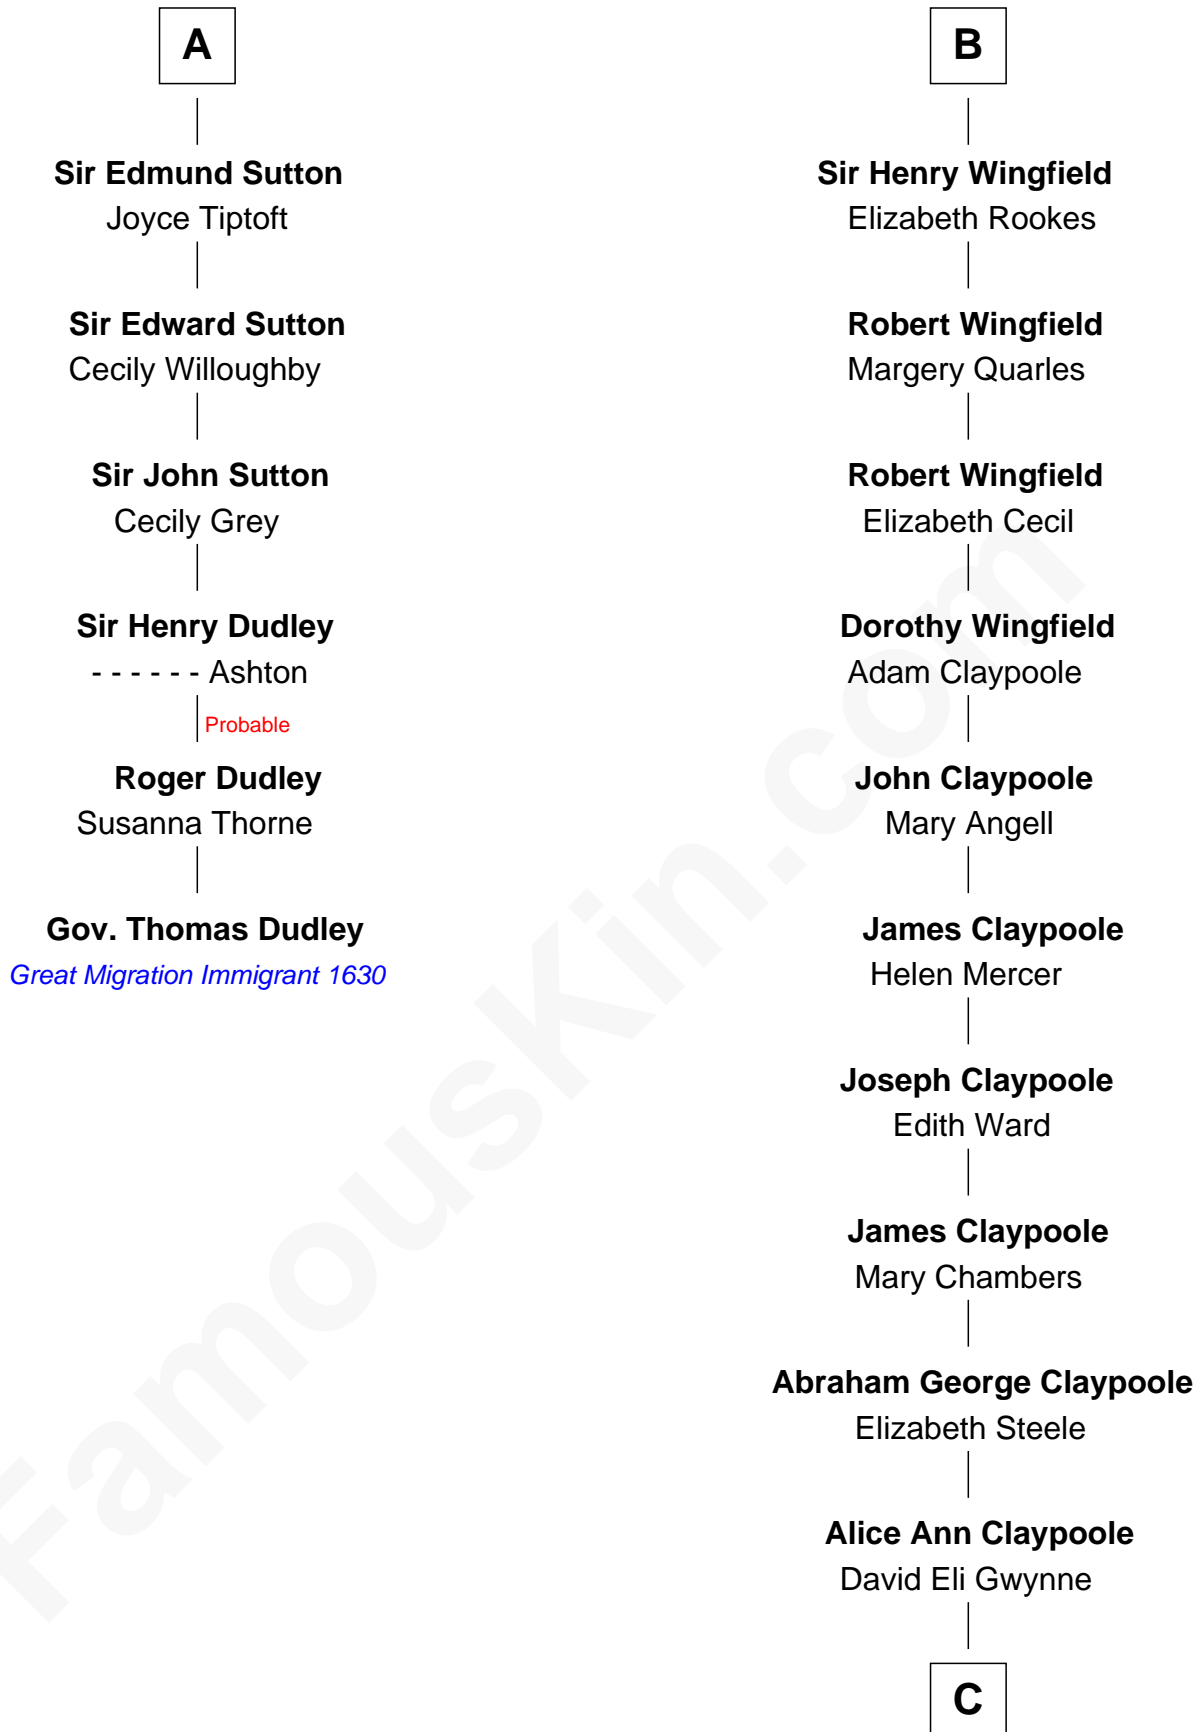 A
Sir Edmund Sutton
Joyce Tiptoft
Sir Edward Sutton
Cecily Willoughby
Sir John Sutton
Cecily Grey
Sir Henry Dudley
- - - - - - Ashton
Probable
Roger Dudley
Susanna Thorne
Gov. Thomas Dudley
Great Migration Immigrant 1630
B
Sir Henry Wingfield
Elizabeth Rookes
Robert Wingfield
Margery Quarles
Robert Wingfield
Elizabeth Cecil
Dorothy Wingfield
Adam Claypoole
John Claypoole
Mary Angell
James Claypoole
Helen Mercer
Joseph Claypoole
Edith Ward
James Claypoole
Mary Chambers
Abraham George Claypoole
Elizabeth Steele
Alice Ann Claypoole
David Eli Gwynne
C
FamousKin.com